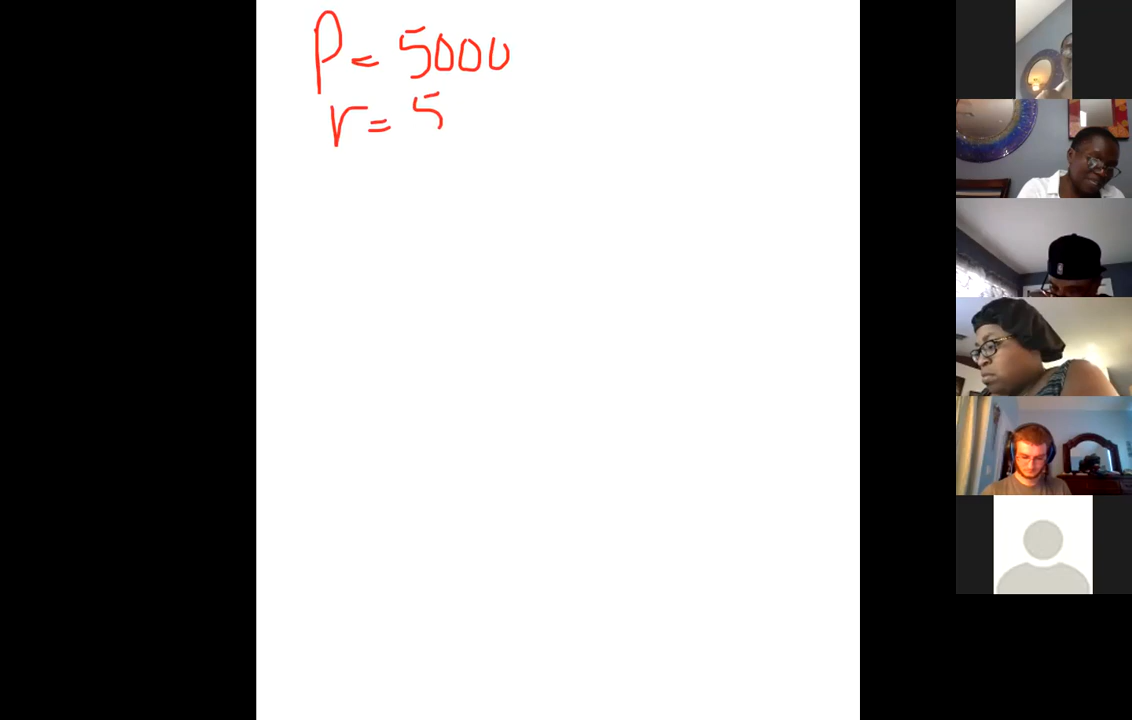 P = 5000
r = 5